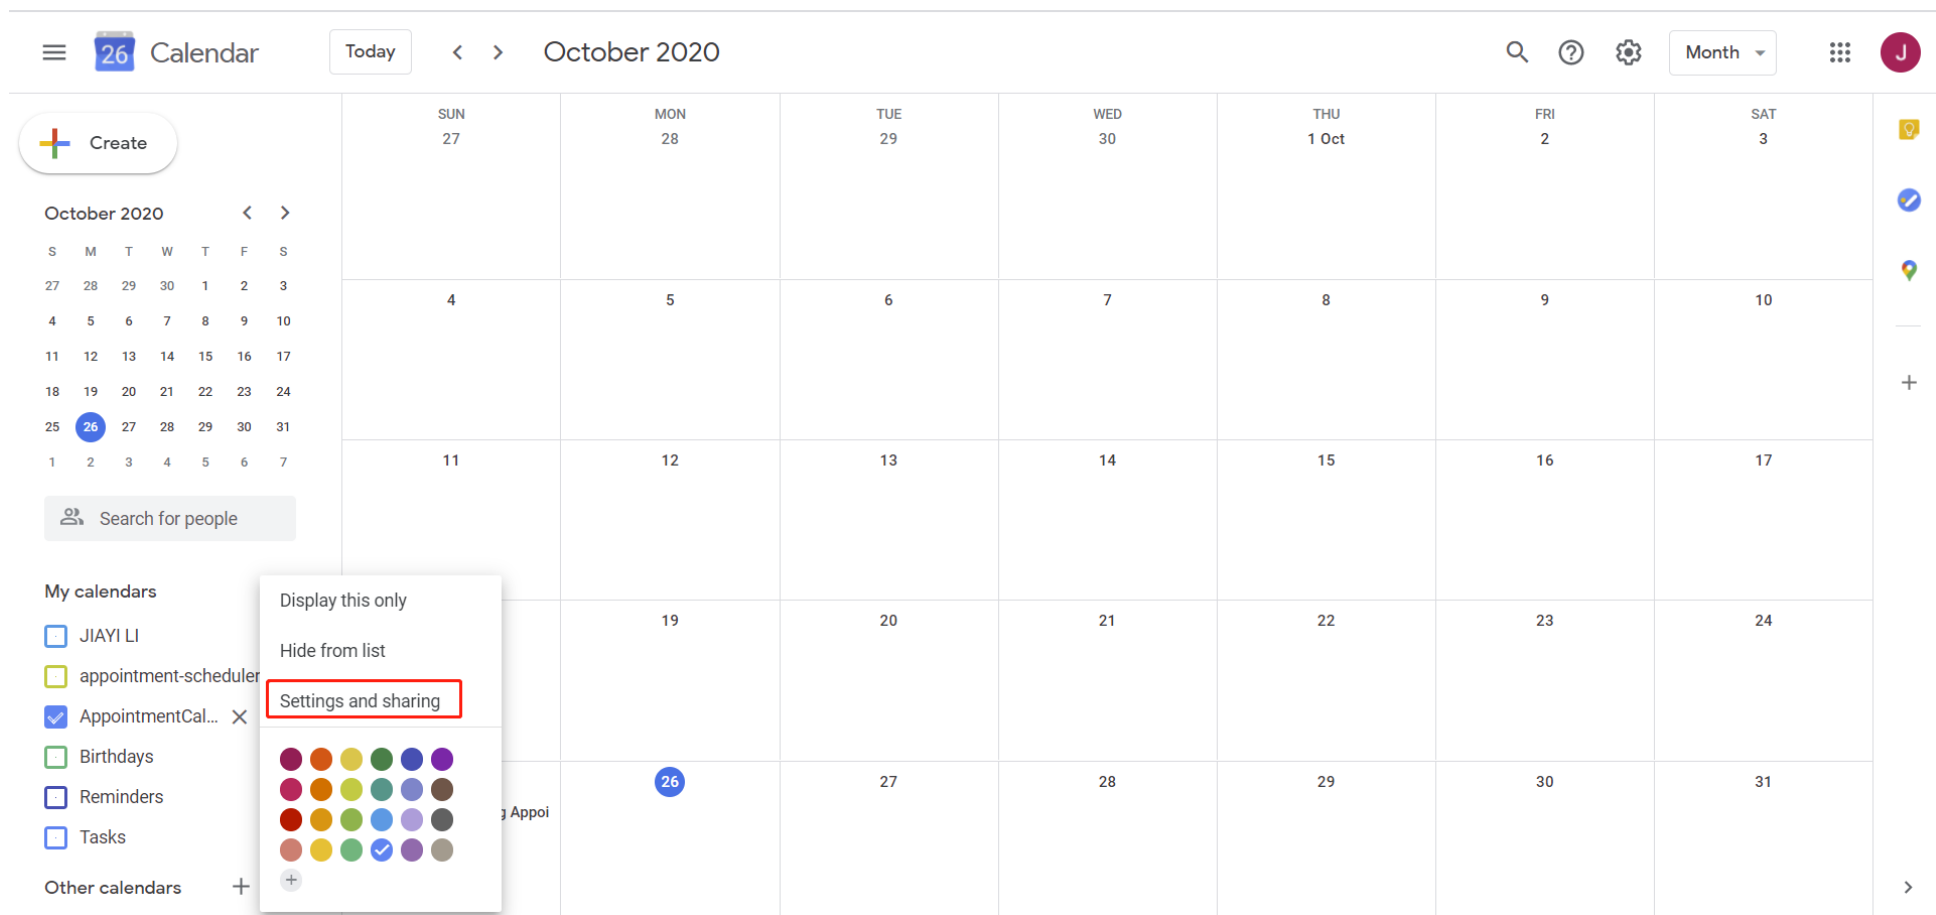 26 Calendar Today October 2020 Month J
Create
October 2020
S M T W T F S
27 28 29 30 1 2 3
4 5 6 7 8 9 10
11 12 13 14 15 16 17
18 19 20 21 22 23 24
25 26 27 28 29 30 31
1 2 3 4 5 6 7
Search for people
My calendars
JIAYI LI
appointment-scheduler
AppointmentCal...
Birthdays
Reminders
Tasks
Other calendars
Display this only
Hide from list
Settings and sharing
SUN MON TUE WED THU FRI SAT
27 28 29 30 1 Oct 2 3
4 5 6 7 8 9 10
11 12 13 14 15 16 17
19 20 21 22 23 24
26 27 28 29 30 31
g Appoi